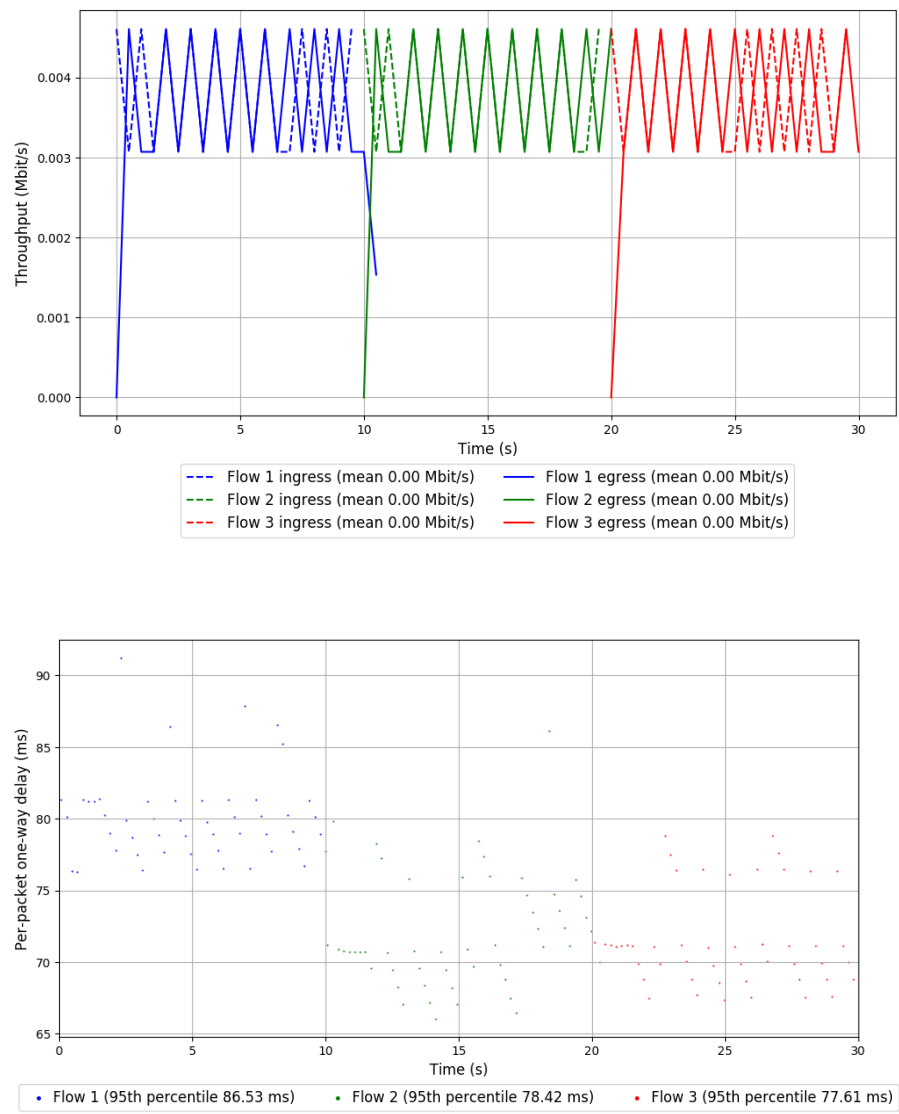 0.004
0.003
0.002
0.001
0.000
Throughput (Mbit/s)
0 5 10 15 20 25 30
Time (s)
Flow 1 ingress (mean 0.00 Mbit/s) Flow 1 egress (mean 0.00 Mbit/s)
Flow 2 ingress (mean 0.00 Mbit/s) Flow 2 egress (mean 0.00 Mbit/s)
Flow 3 ingress (mean 0.00 Mbit/s) Flow 3 egress (mean 0.00 Mbit/s)
90
85
80
75
70
65
Per-packet one-way delay (ms)
0 5 10 15 20 25 30
Time (s)
Flow 1 (95th percentile 86.53 ms) Flow 2 (95th percentile 78.42 ms) Flow 3 (95th percentile 77.61 ms)